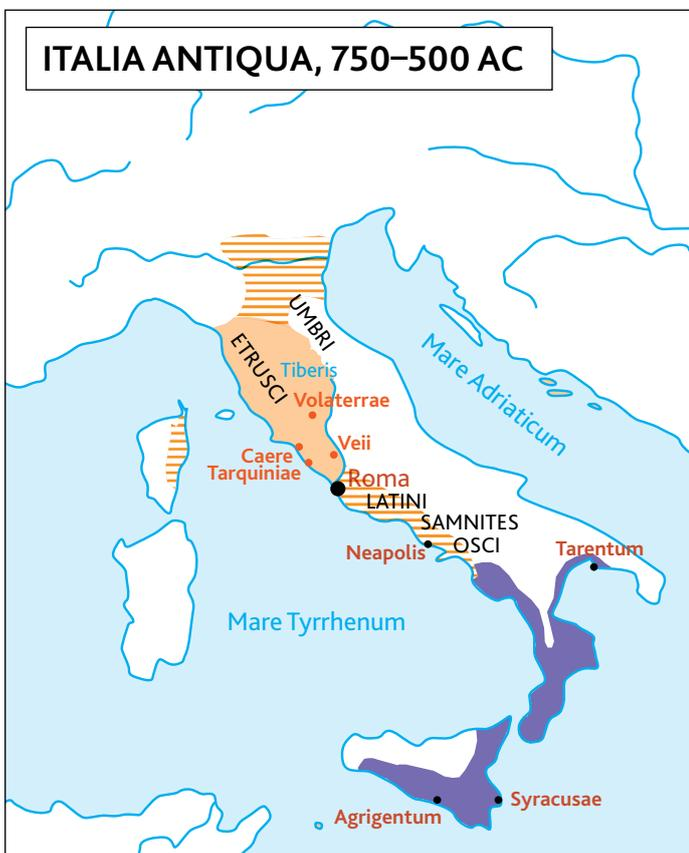 ITALIA ANTIQUA, 750–500 AC
UMBRI
ETRUSCI
Tiberis
Mare Adriaticum
Volaterrae
Veii
Caere
Tarquiniae
Roma
LATINI
SAMNITES
OSCI
Neapolis
Tarentum
Mare Tyrrhenum
Syracusae
Agrigentum